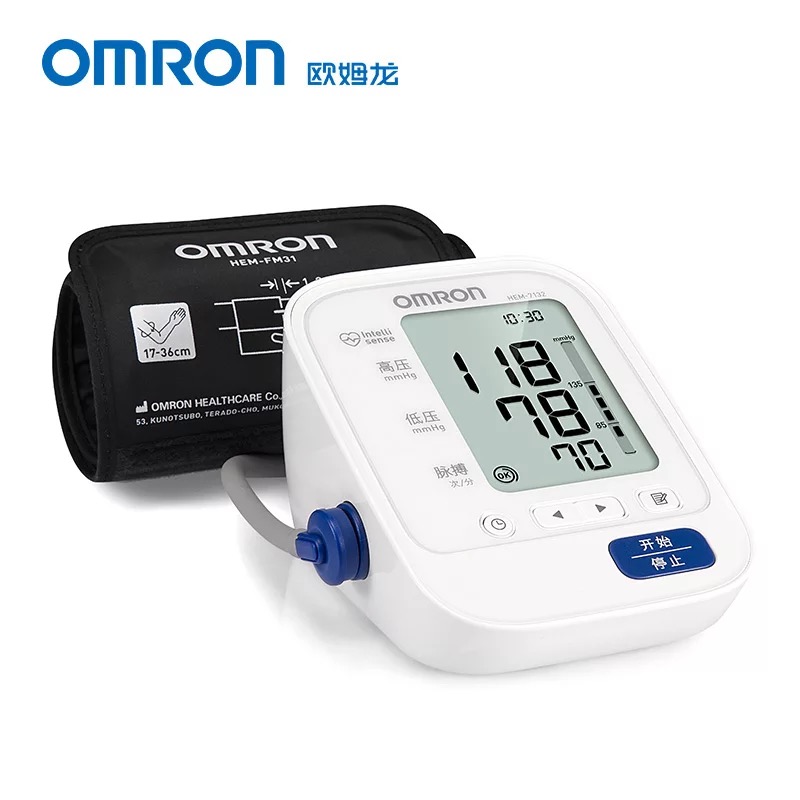 OMRON 欧姆龙
OMRON
HEM-FM31
17-36cm
OMRON HEALTHCARE Co.
53, KUNOTSUBO, TERADO-CHO, MUKO
OMRON
HEM-7132
Intelli
sense
10:30
mmHg
高压
mmHg
118
135
低压
mmHg
78
85
脉搏
次/分
OK
70
开始
停止